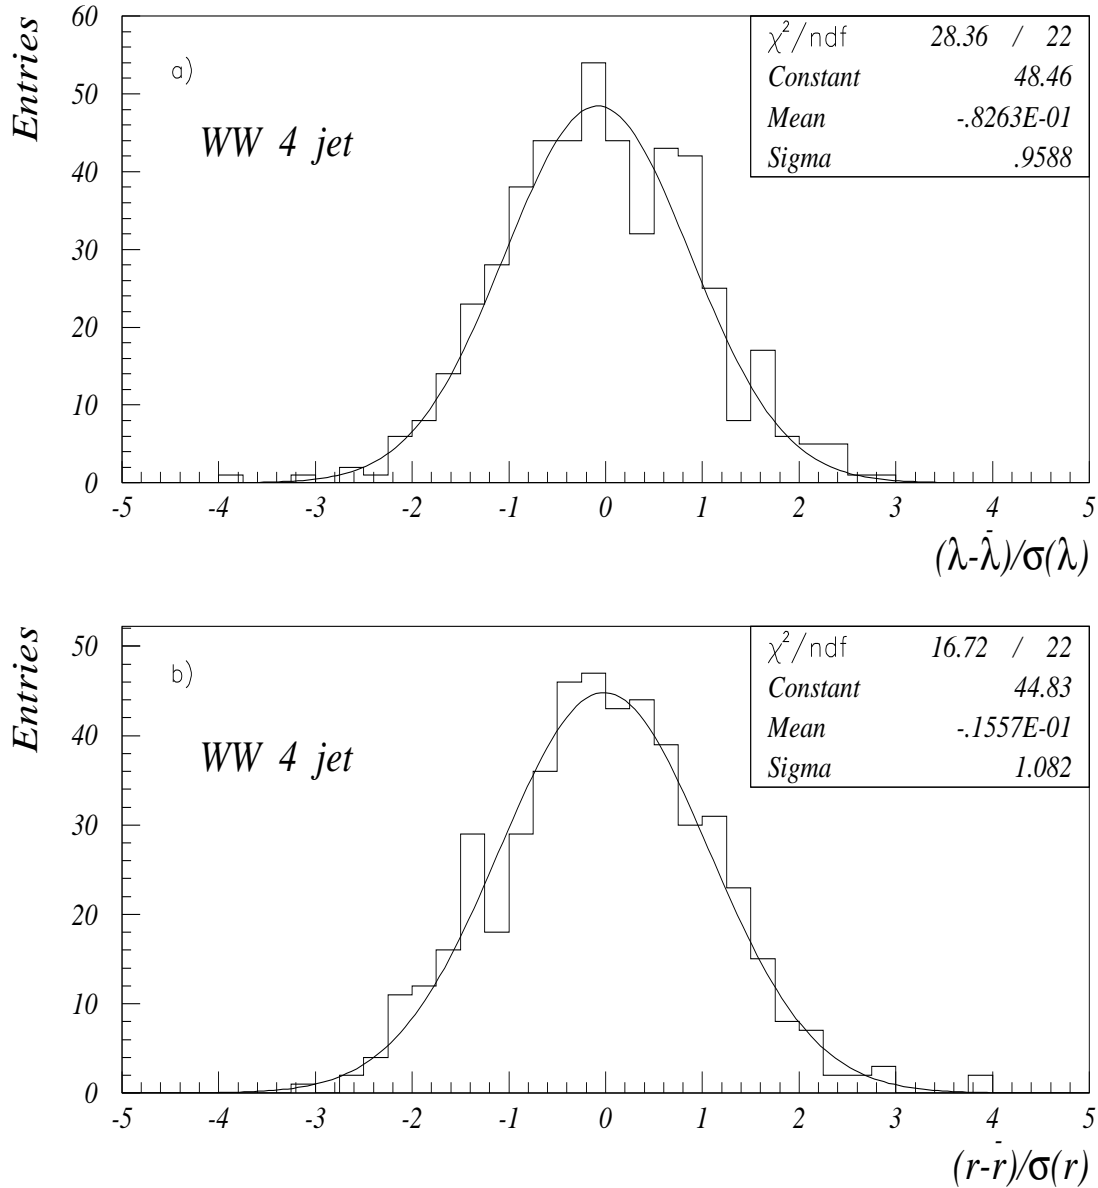 Entries
60
50
40
30
20
10
0
a)
WW 4 jet
χ²/ndf 28.36 / 22
Constant 48.46
Mean -.8263E-01
Sigma .9588
-5 -4 -3 -2 -1 0 1 2 3 4 5
(λ-λ̄)/σ(λ)
Entries
50
40
30
20
10
0
b)
WW 4 jet
χ²/ndf 16.72 / 22
Constant 44.83
Mean -.1557E-01
Sigma 1.082
-5 -4 -3 -2 -1 0 1 2 3 4 5
(r-r̄)/σ(r)